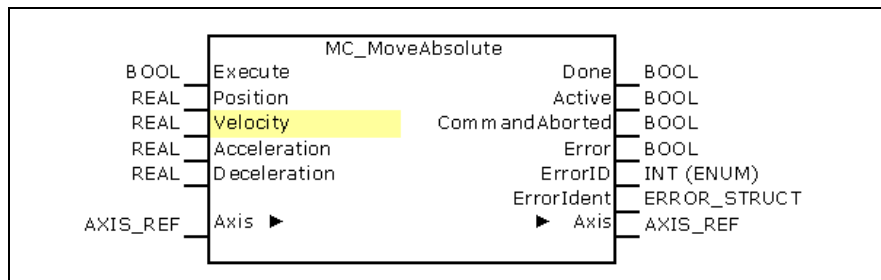 MC_MoveAbsolute
BOOL Execute Done BOOL
REAL Position Active BOOL
REAL Velocity CommandAborted BOOL
REAL Acceleration Error BOOL
REAL Deceleration ErrorID INT (ENUM)
ErrorIdent ERROR_STRUCT
AXIS_REF Axis ► ► Axis AXIS_REF